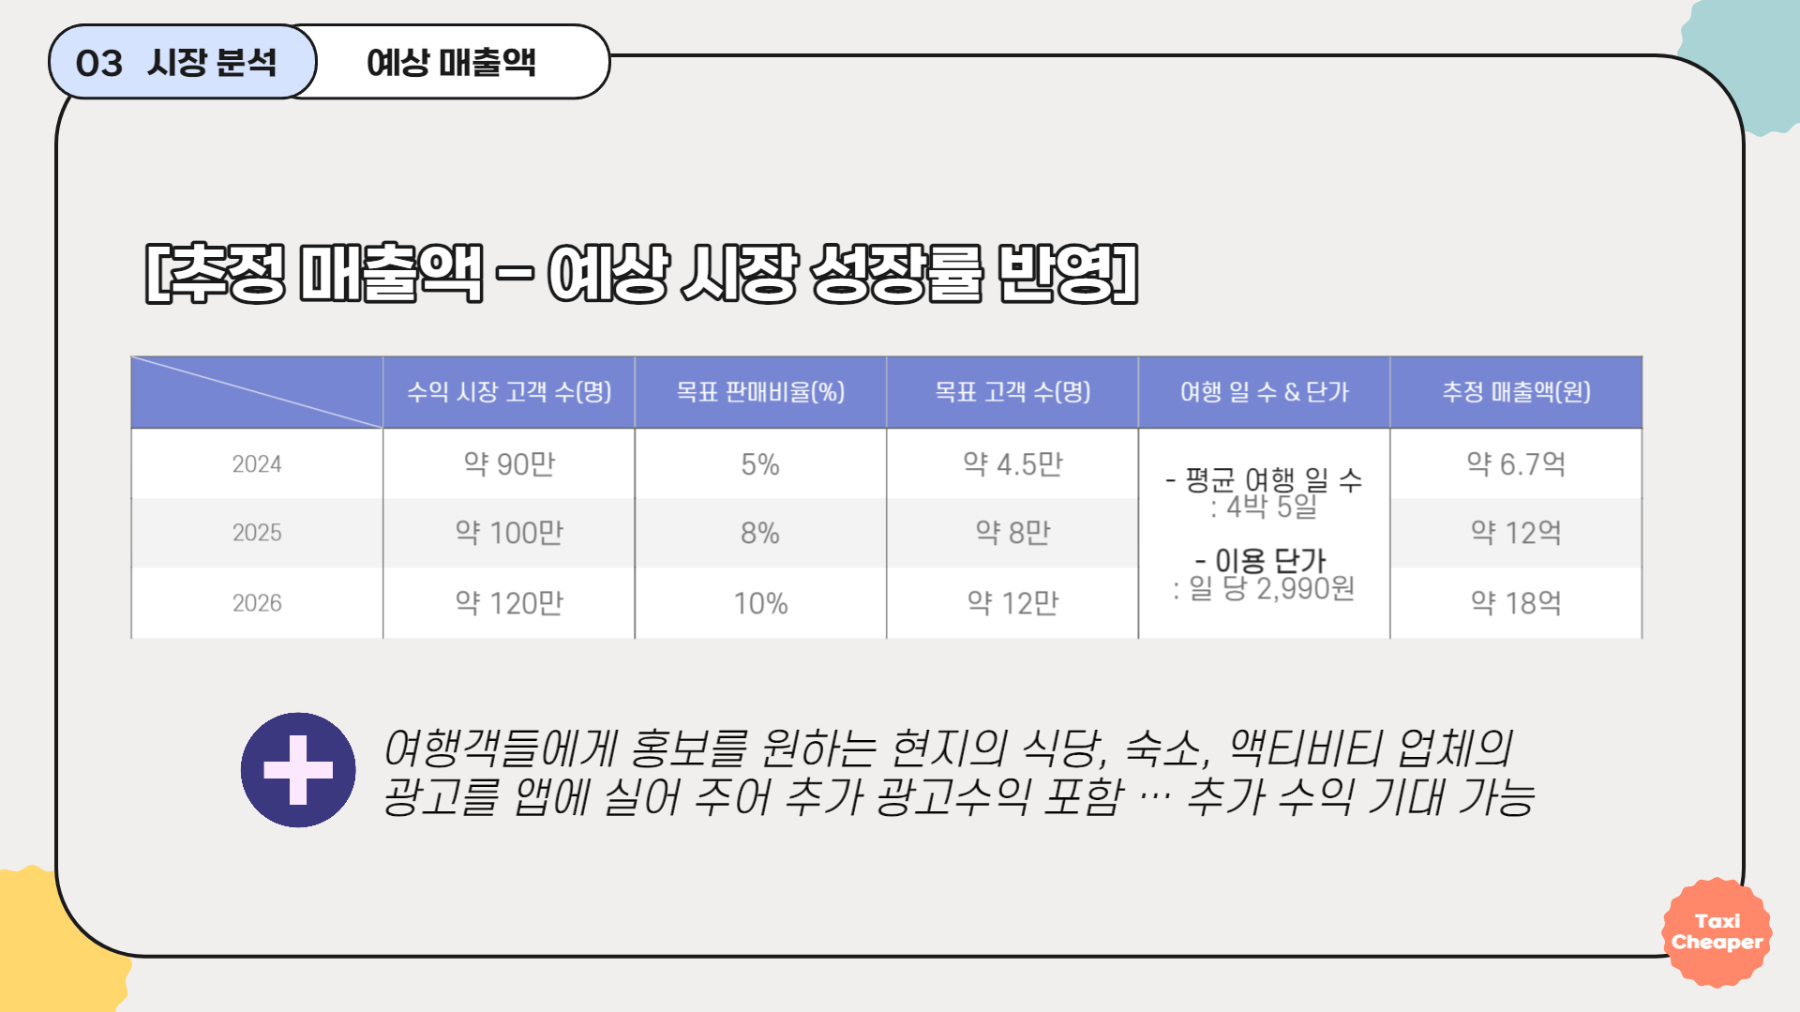 03 시장 분석 예상 매출액
[추정 매출액 - 예상 시장 성장률 반영]
수익 시장 고객 수(명) 목표 판매비율(%) 목표 고객 수(명) 여행 일 수 & 단가 추정 매출액(원)
2024 약 90만 5% 약 4.5만 약 6.7억
- 평균 여행 일 수
: 4박 5일
2025 약 100만 8% 약 8만 약 12억
- 이용 단가
: 일 당 2,990원
2026 약 120만 10% 약 12만 약 18억
여행객들에게 홍보를 원하는 현지의 식당, 숙소, 액티비티 업체의
광고를 앱에 실어 주어 추가 광고수익 포함 … 추가 수익 기대 가능
Taxi
Cheaper